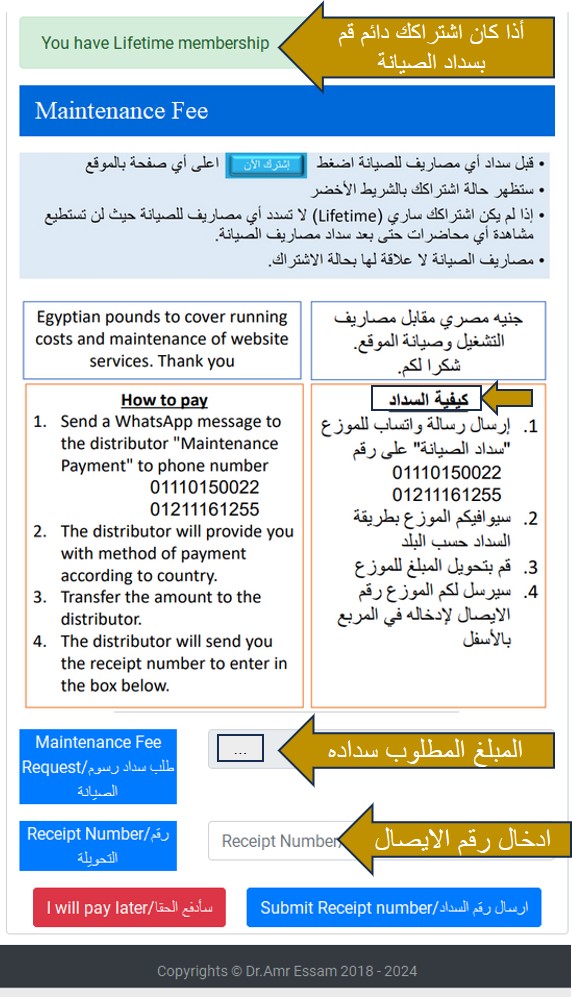 You have Lifetime membership
أذا كان اشتراكك دائم قم
بسداد الصيانة
Maintenance Fee
• قبل سداد أي مصاريف للصيانة اضغط إشترك الآن اعلى أي صفحة بالموقع
• ستظهر حالة اشتراكك بالشريط الأخضر
• إذا لم يكن اشتراكك ساري (Lifetime) لا تسدد أي مصاريف للصيانة حيث لن تستطيع
مشاهدة أي محاضرات حتى بعد سداد مصاريف الصيانة.
• مصاريف الصيانة لا علاقة لها بحالة الاشتراك.
Egyptian pounds to cover running
costs and maintenance of website
services. Thank you
جنيه مصري مقابل مصاريف
التشغيل وصيانة الموقع.
شكرا لكم.
How to pay
1. Send a WhatsApp message to
the distributor "Maintenance
Payment" to phone number
01110150022
01211161255
2. The distributor will provide you
with method of payment
according to country.
3. Transfer the amount to the
distributor.
4. The distributor will send you
the receipt number to enter in
the box below.
كيفية السداد
1. إرسال رسالة واتساب للموزع
"سداد الصيانة" على رقم
01110150022
01211161255
2. سيوافيكم الموزع بطريقة
السداد حسب البلد
3. قم بتحويل المبلغ للموزع
4. سيرسل لكم الموزع رقم
الايصال لإدخاله في المربع
بالأسفل
Maintenance Fee
Request/طلب سداد رسوم
الصيانة
...
المبلغ المطلوب سداده
Receipt Number/رقم
التحويلة
Receipt Number
ادخال رقم الايصال
I will pay later/سأدفع الحقا
Submit Receipt number/ارسال رقم السداد
Copyrights © Dr.Amr Essam 2018 - 2024